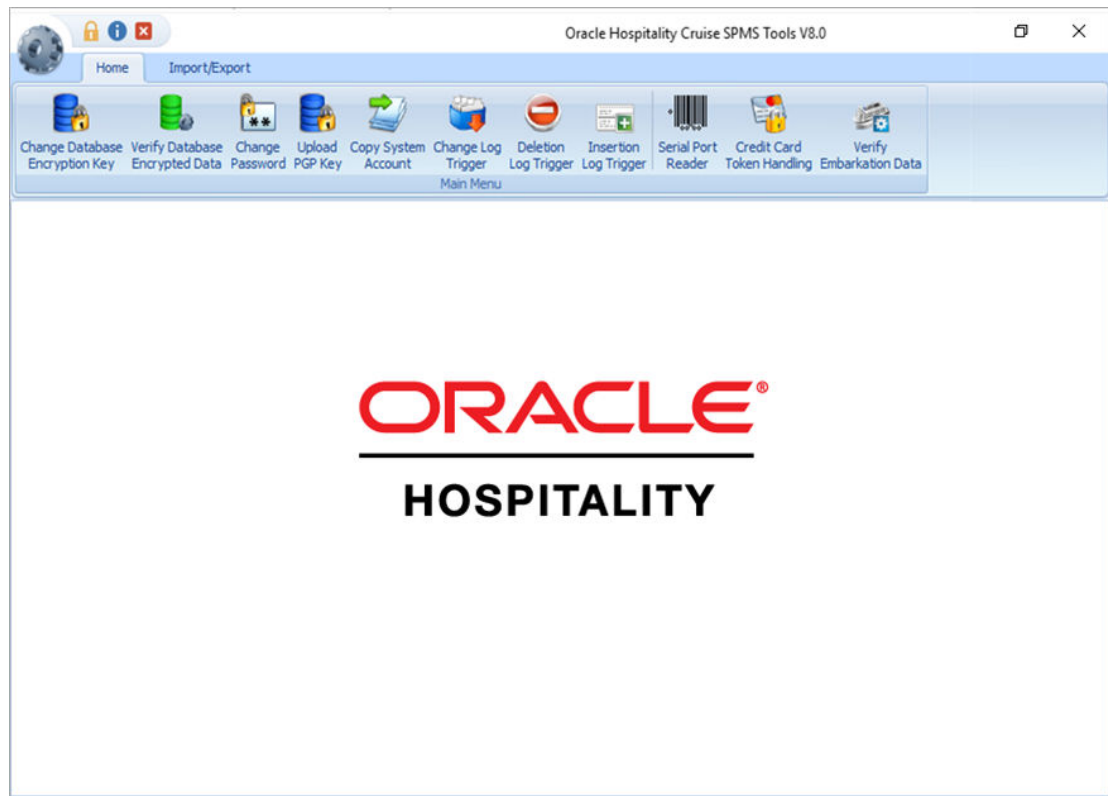 Oracle Hospitality Cruise SPMS Tools V8.0
Home Import/Export
Change Database Encryption Key
Verify Database Encrypted Data
Change Password
Upload PGP Key
Copy System Account
Change Log Trigger
Deletion Log Trigger
Insertion Log Trigger
Serial Port Reader
Credit Card Token Handling
Verify Embarkation Data
Main Menu
ORACLE®
HOSPITALITY